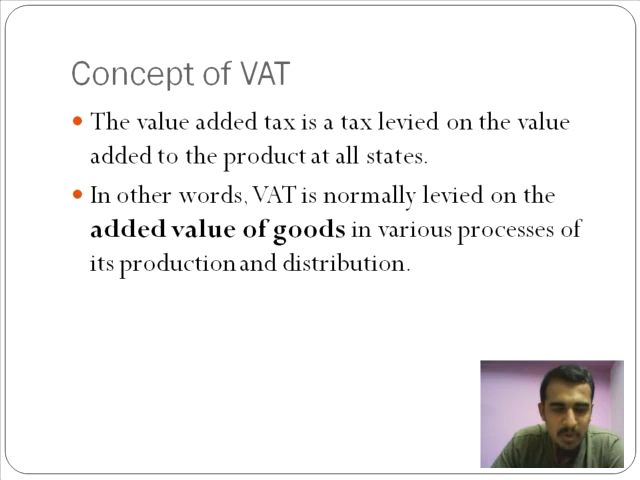 Concept of VAT
The value added tax is a tax levied on the value
added to the product at all states.
In other words, VAT is normally levied on the
added value of goods in various processes of
its production and distribution.